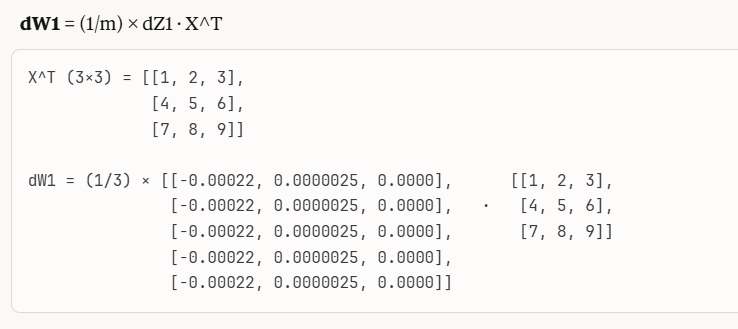 dW1 = (1/m) × dZ1 · X^T
X^T (3×3) = [[1, 2, 3],
[4, 5, 6],
[7, 8, 9]]
dW1 = (1/3) × [[-0.00022, 0.0000025, 0.0000],      [[1, 2, 3],
[-0.00022, 0.0000025, 0.0000],   ·   [4, 5, 6],
[-0.00022, 0.0000025, 0.0000],       [7, 8, 9]]
[-0.00022, 0.0000025, 0.0000],
[-0.00022, 0.0000025, 0.0000]]